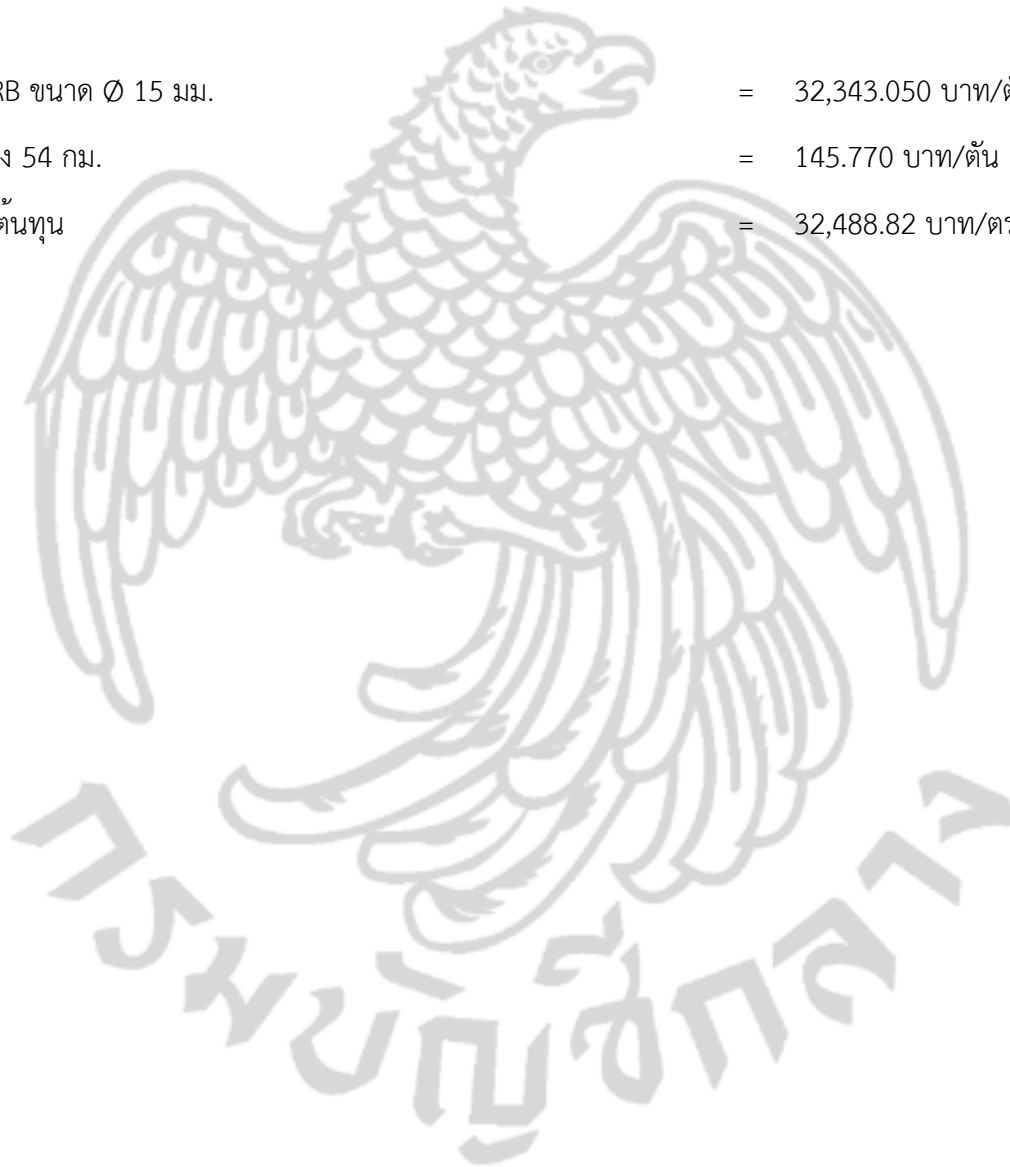 RB ขนาด Ø 15 มม. = 32,343.050 บาท/ตั
ง 54 กม. = 145.770 บาท/ตัน
ต้นทุน = 32,488.82 บาท/ตร
กรมบัญชีกลาง